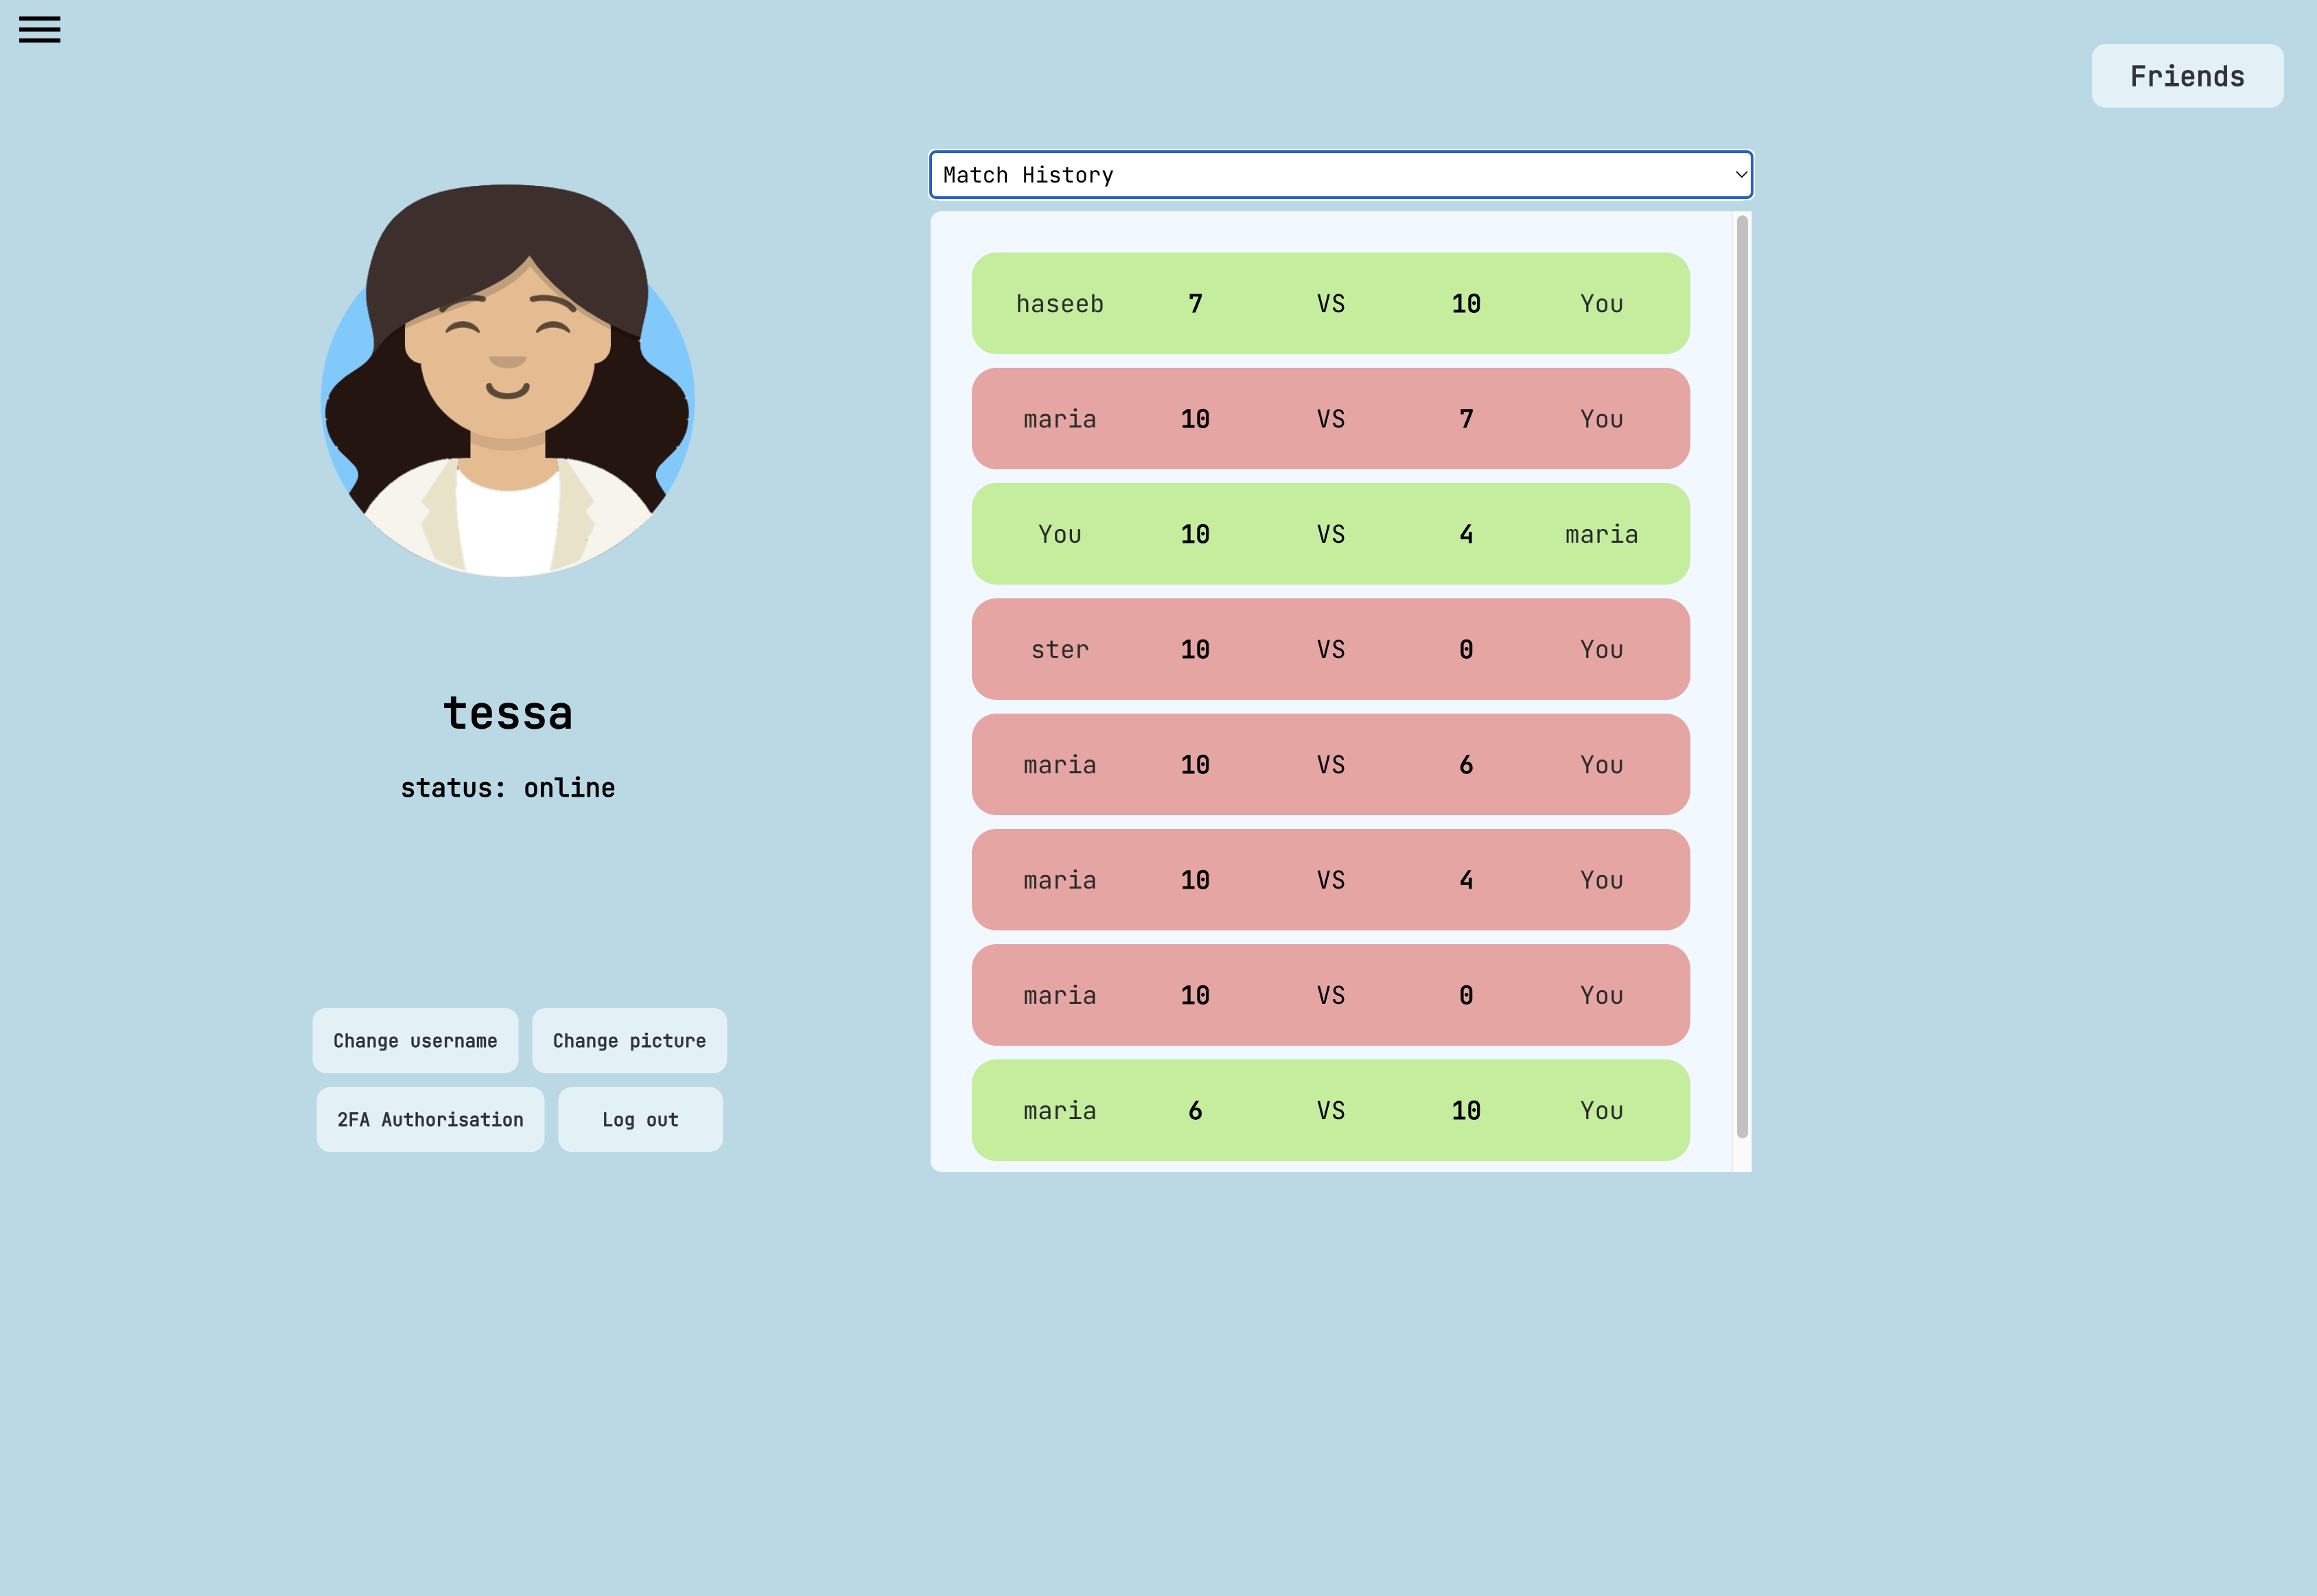 Friends
Match History
haseeb 7 VS 10 You
maria 10 VS 7 You
You 10 VS 4 maria
ster 10 VS 0 You
maria 10 VS 6 You
maria 10 VS 4 You
maria 10 VS 0 You
maria 6 VS 10 You
tessa
status: online
Change username
Change picture
2FA Authorisation
Log out